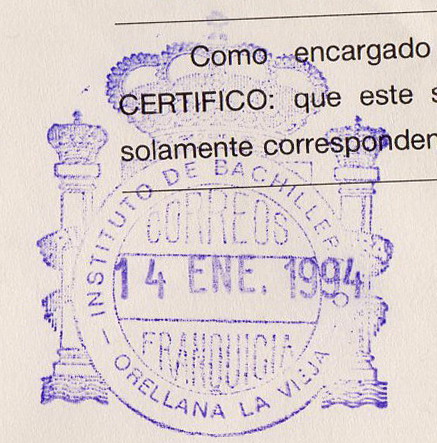 Como encargado
CERTIFICO: que este s
solamente corresponden
INSTITUTO DE BACHILLER
CORREOS
14 ENE. 1994
FRANQUICIA
ORELLANA LA VIEJA